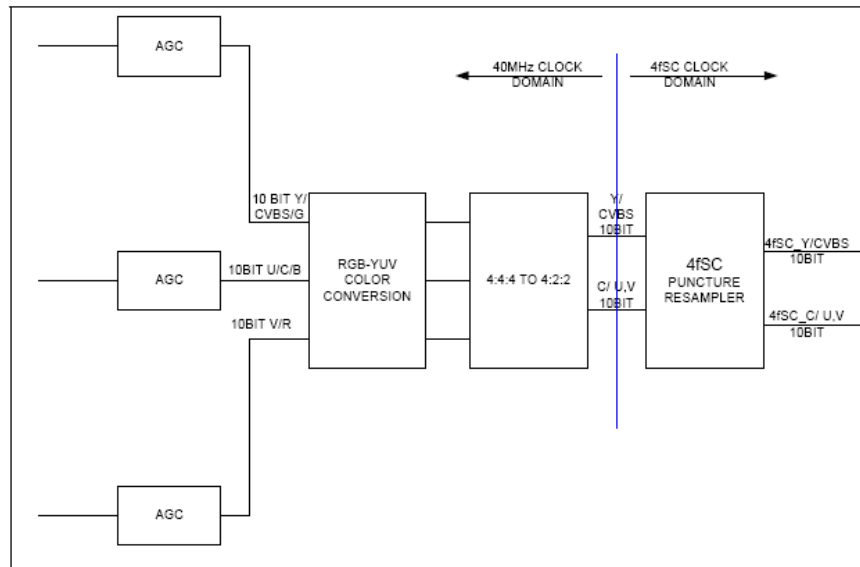 AGC
40MHz CLOCK
DOMAIN
4fSC CLOCK
DOMAIN
10 BIT Y/
CVBS/G
Y/
CVBS
10BIT
AGC
10BIT U/C/B
RGB-YUV
COLOR
CONVERSION
4:4:4 TO 4:2:2
C/ U,V
10BIT
4fSC
PUNCTURE
RESAMPLER
4fSC_Y/CVBS
10BIT
10BIT V/R
4fSC_C/ U,V
10BIT
AGC